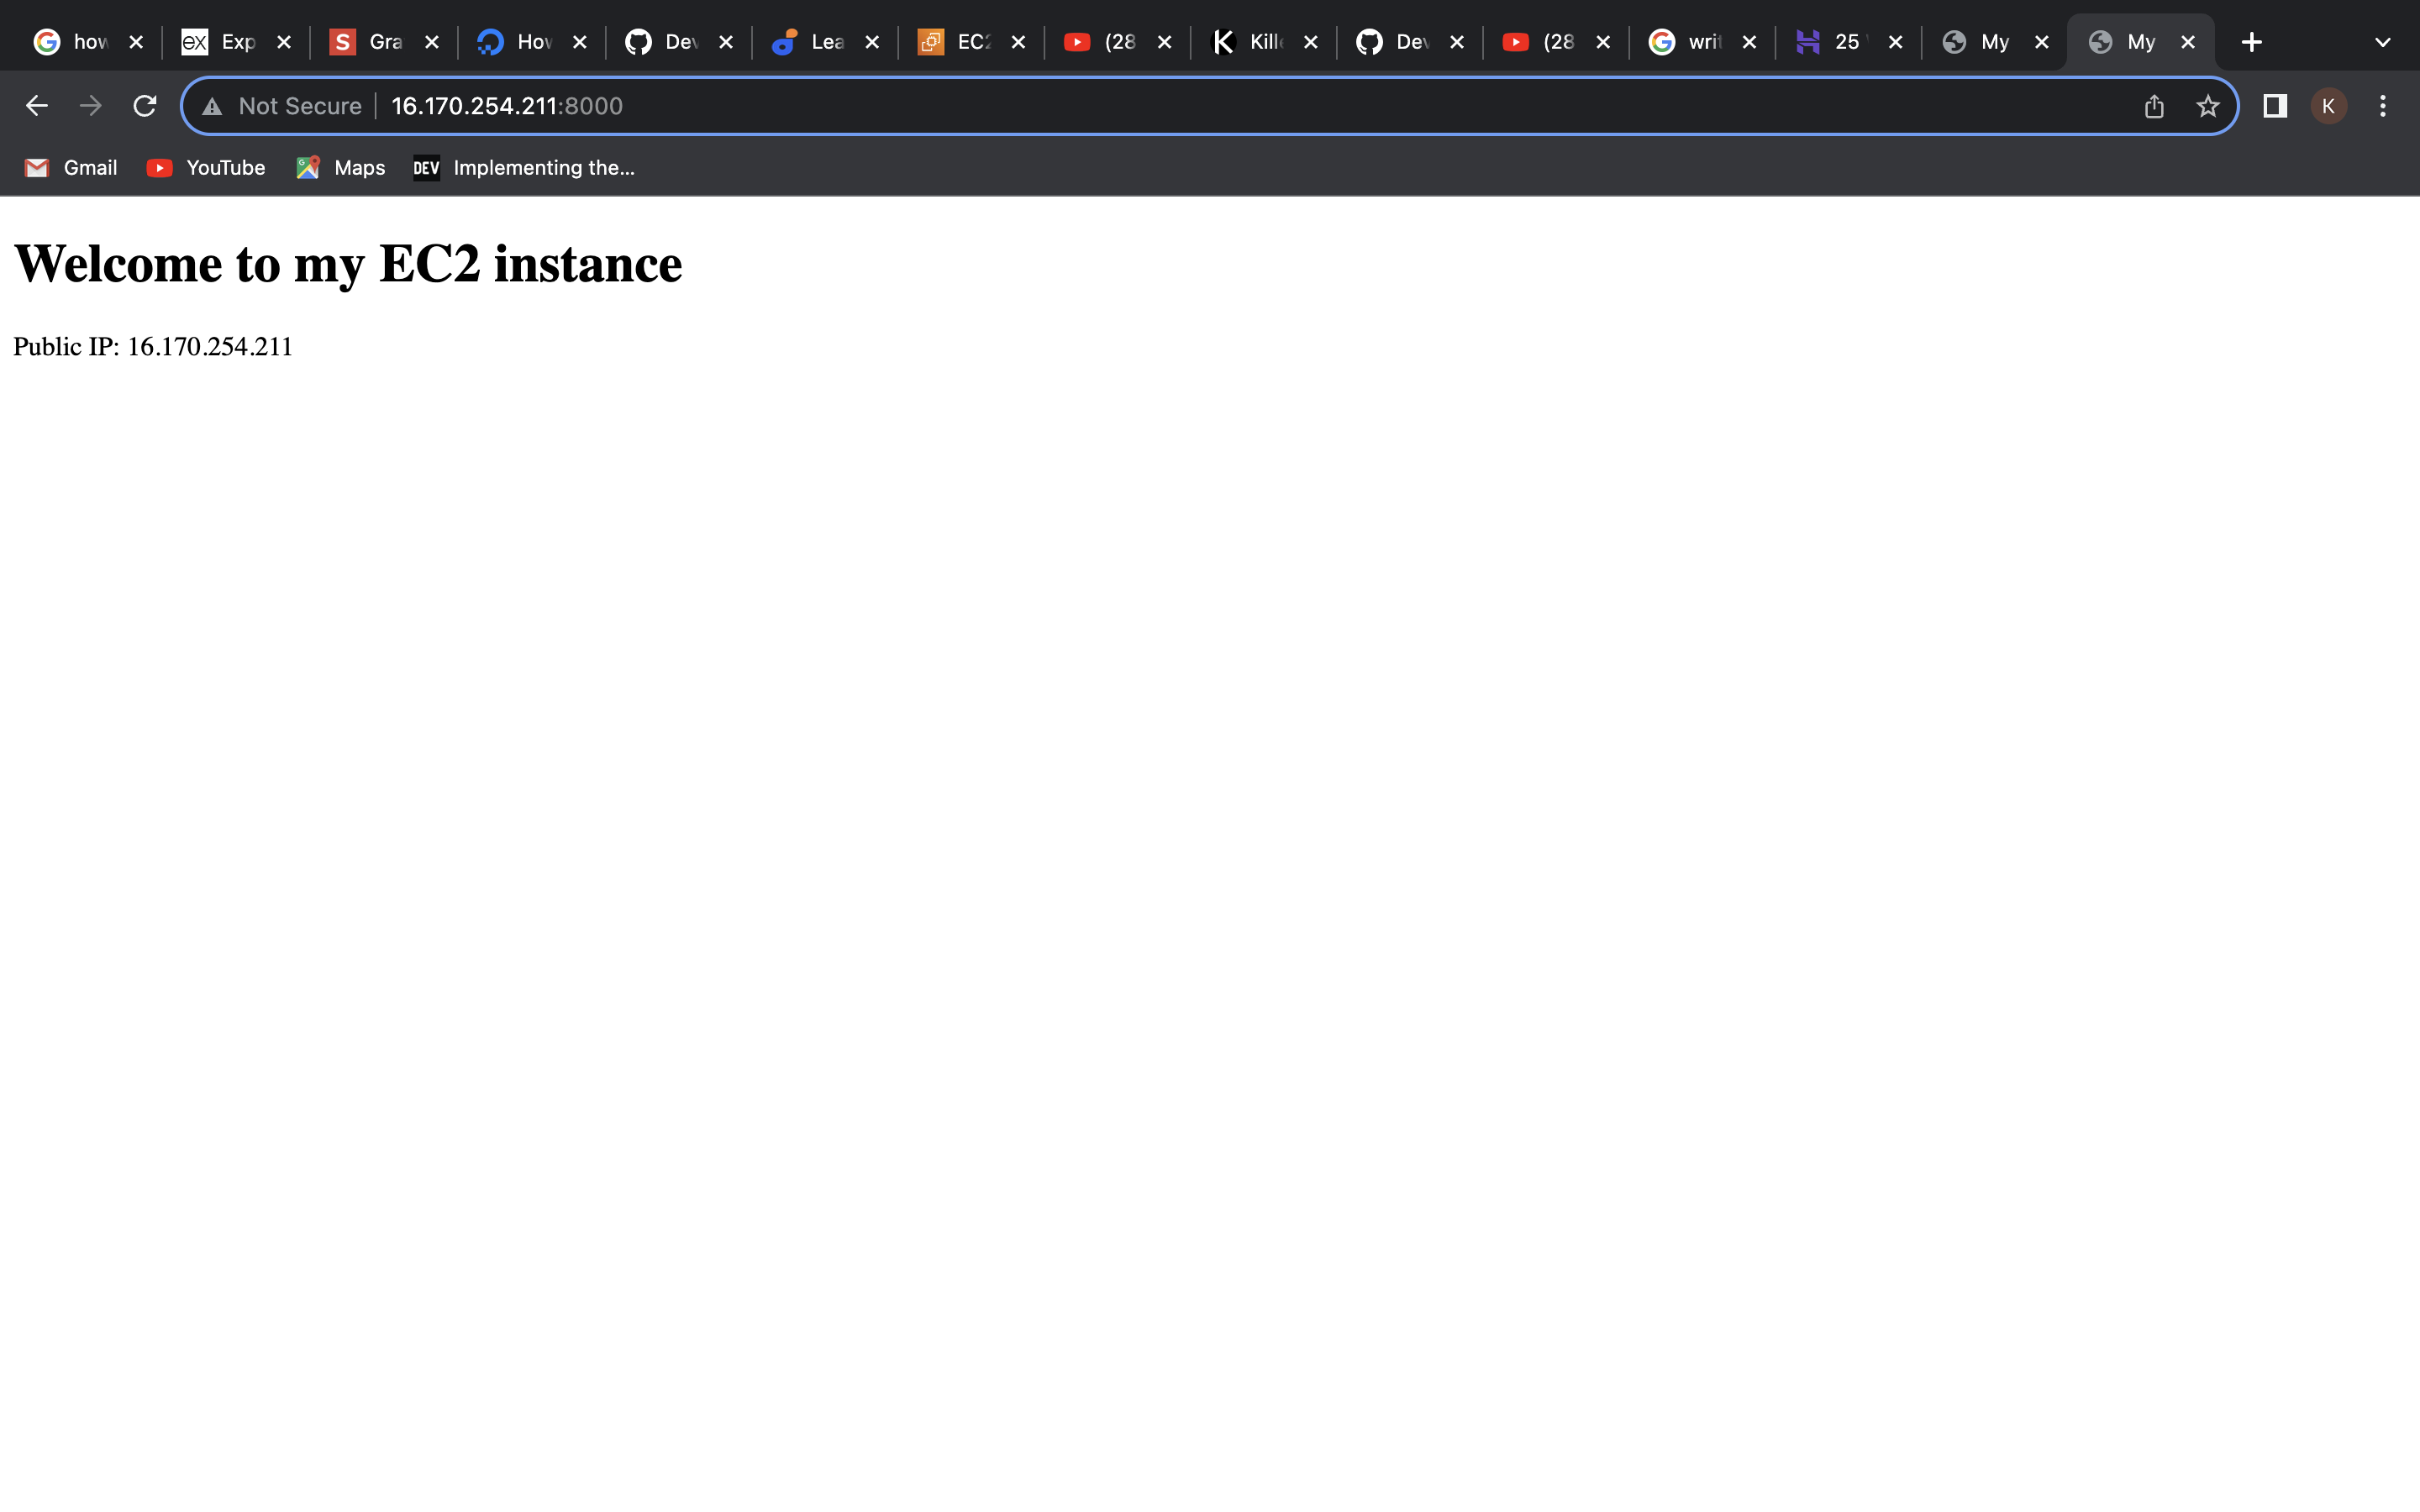 how Exp S Gra How Dev Lea EC2 (28 Kille Dev (28 writ 25 My My
Not Secure 16.170.254.211:8000 K
Gmail YouTube Maps DEV Implementing the...
Welcome to my EC2 instance
Public IP: 16.170.254.211